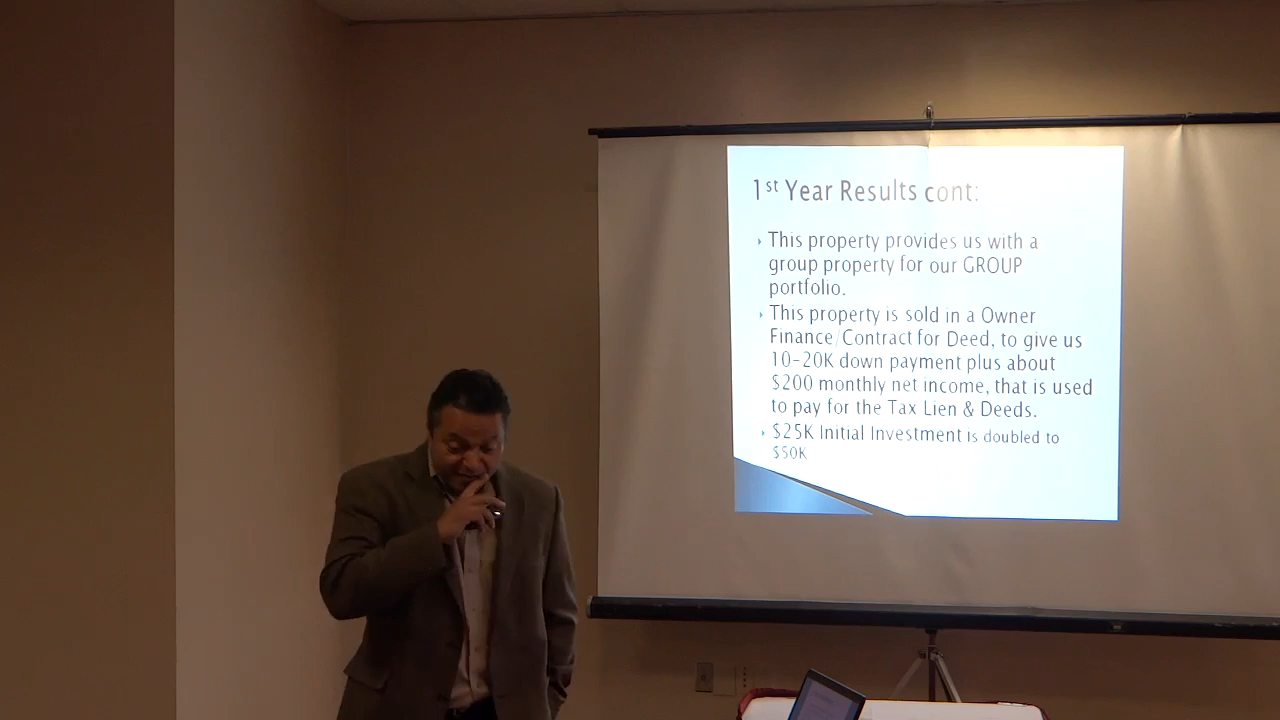 1st Year Results cont:
This property provides us with a
group property for our GROUP
portfolio.
This property is sold in a Owner
Finance/Contract for Deed, to give us
10-20K down payment plus about
$200 monthly net income, that is used
to pay for the Tax Lien & Deeds.
$25K Initial Investment is doubled to
$50K